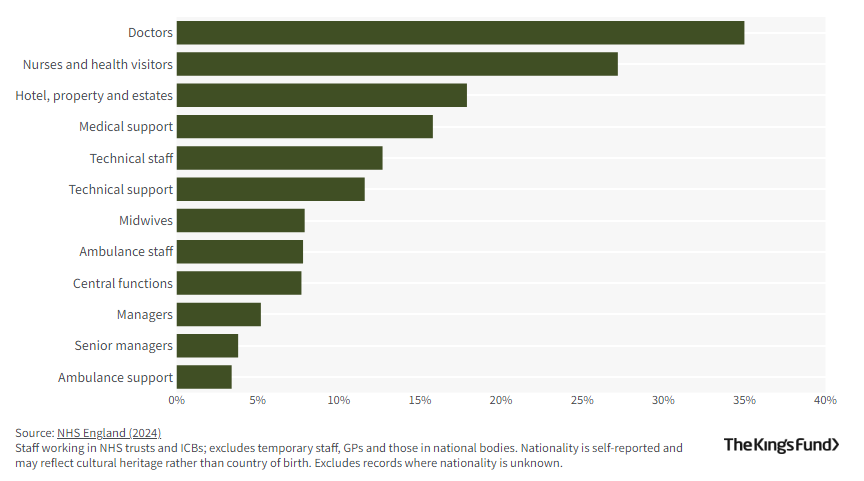 Doctors
Nurses and health visitors
Hotel, property and estates
Medical support
Technical staff
Technical support
Midwives
Ambulance staff
Central functions
Managers
Senior managers
Ambulance support
0% 5% 10% 15% 20% 25% 30% 35% 40%
Source: NHS England (2024)
Staff working in NHS trusts and ICBs; excludes temporary staff, GPs and those in national bodies. Nationality is self-reported and
may reflect cultural heritage rather than country of birth. Excludes records where nationality is unknown.
TheKing'sFund>